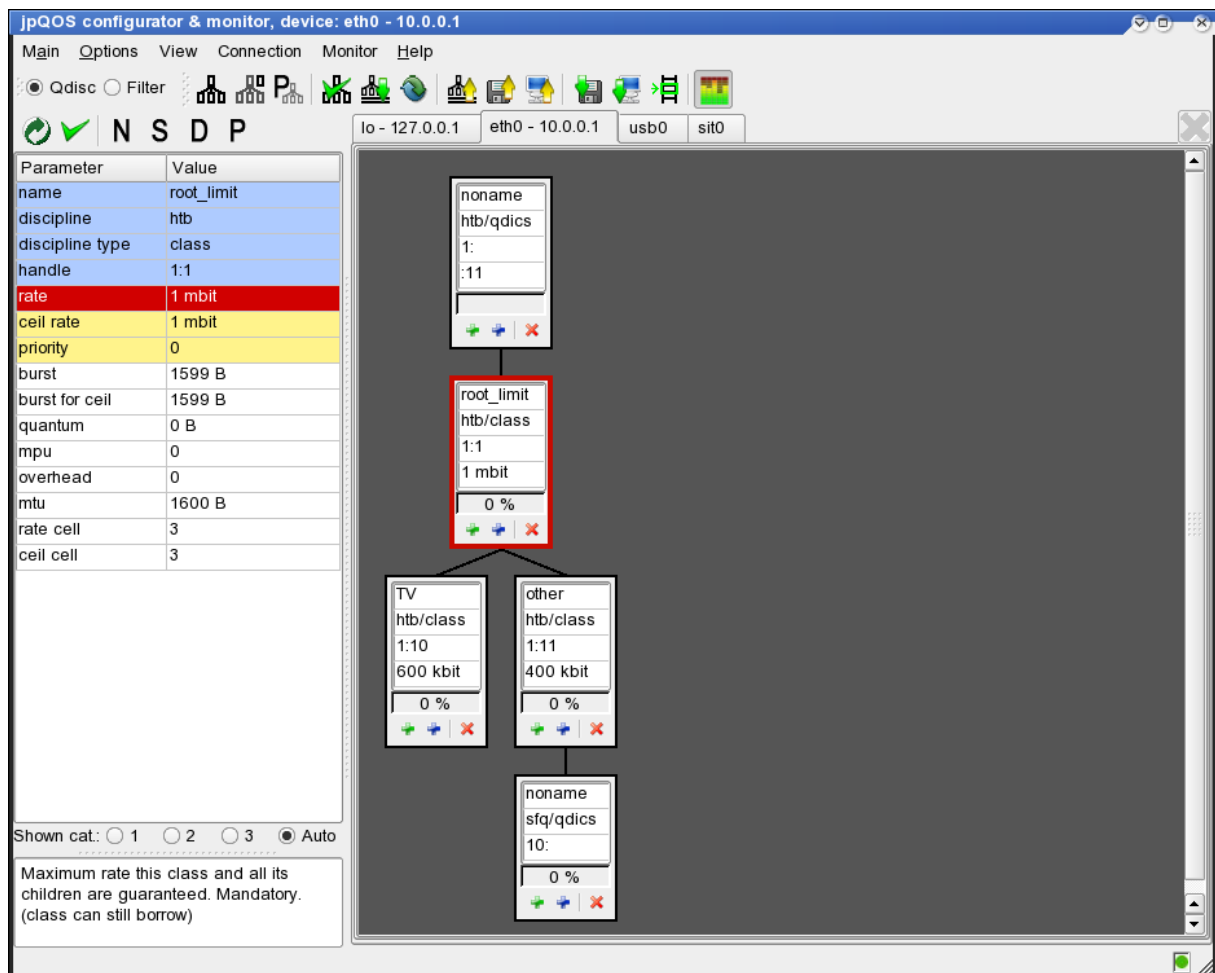 jpQOS configurator & monitor, device: eth0 - 10.0.0.1
Main Options View Connection Monitor Help
Qdisc Filter P
N S D P
lo - 127.0.0.1 eth0 - 10.0.0.1 usb0 sit0
Parameter Value
name root_limit
discipline htb
discipline type class
handle 1:1
rate 1 mbit
ceil rate 1 mbit
priority 0
burst 1599 B
burst for ceil 1599 B
quantum 0 B
mpu 0
overhead 0
mtu 1600 B
rate cell 3
ceil cell 3
Shown cat.: 1 2 3 Auto
Maximum rate this class and all its
children are guaranteed. Mandatory.
(class can still borrow)
noname
htb/qdics
1:
:11
root_limit
htb/class
1:1
1 mbit
0 %
TV
htb/class
1:10
600 kbit
0 %
other
htb/class
1:11
400 kbit
0 %
noname
sfq/qdics
10:
0 %